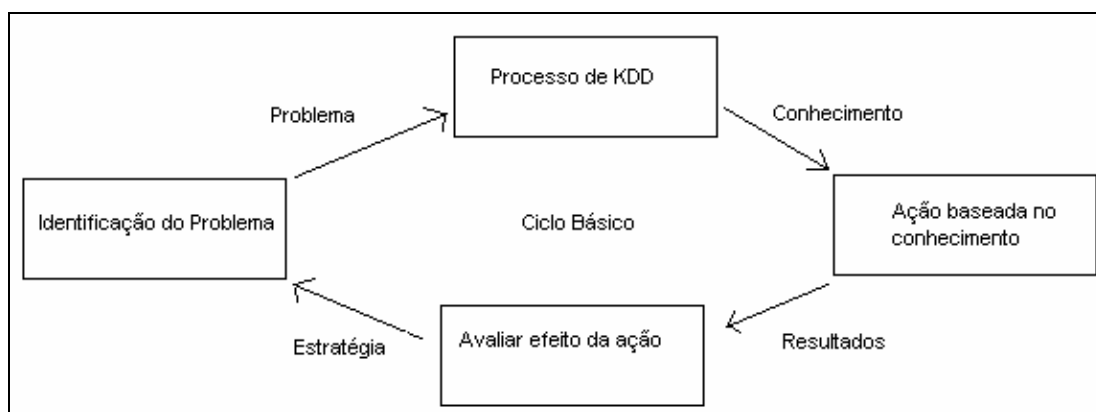 Processo de KDD
Problema
Conhecimento
Identificação do Problema
Ciclo Básico
Ação baseada no
conhecimento
Estratégia
Avaliar efeito da ação
Resultados